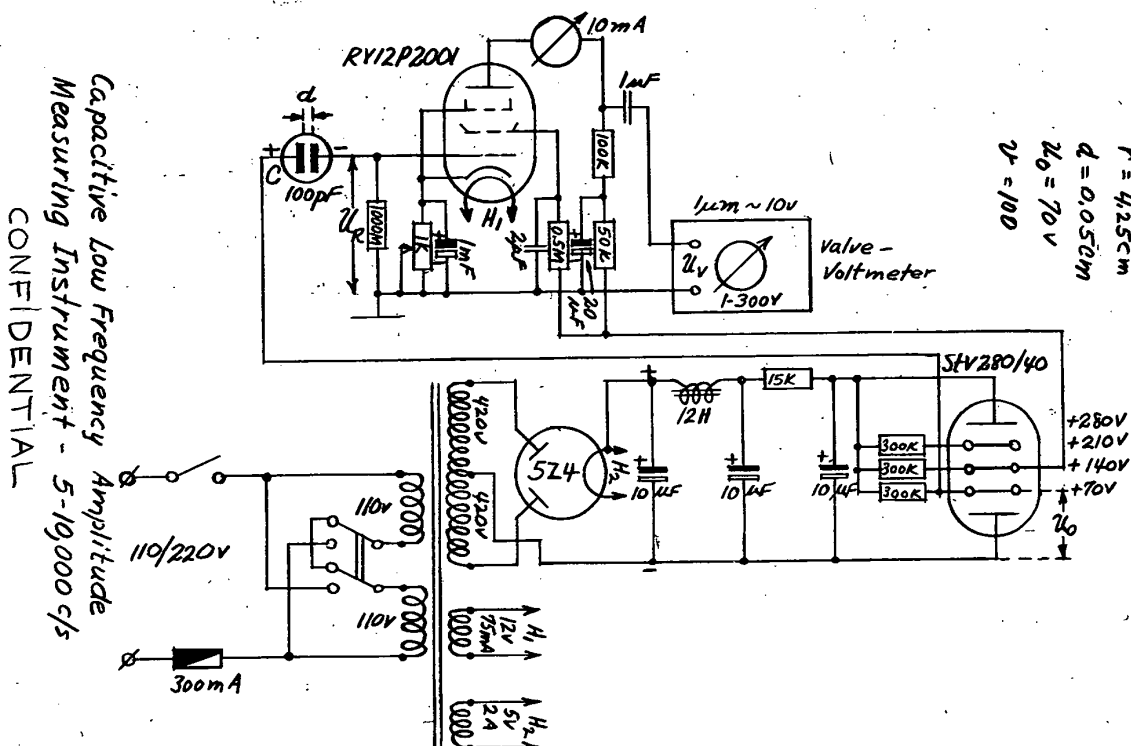 Capacitive Low Frequency Amplitude
Measuring Instrument - 5-10,000 c/s
CONFIDENTIAL
r = 4,25cm
d = 0,05cm
U₀ = 70V
v = 100
RV12P2001
10mA
1µF
d
+
-
C
100pF
U_R
1000M
1K
+
1mF
H₁
2µF
0.5M
+
20
µF
50K
100K
1µm ~ 10v
U_V
1-300V
Valve-
Voltmeter
StV280/40
+280V
+210V
+140V
+70V
U₀
300K
300K
300K
15K
12H
+
10µF
+
10µF
+
10µF
-
5Z4
H₂
420V
420V
110V
110V
110/220V
300mA
12V
75mA
H₁
5V
2A
H₂